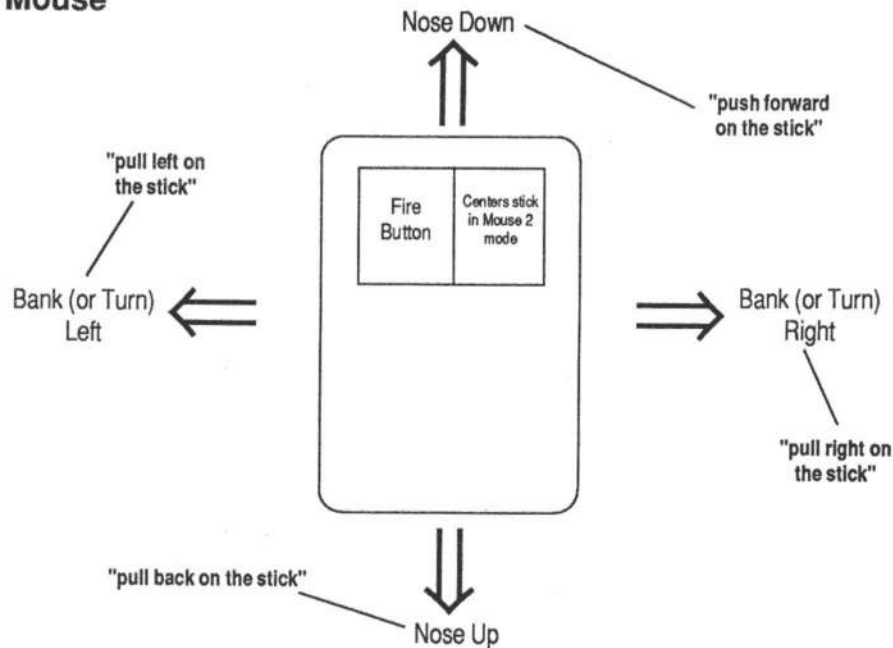 Mouse
Nose Down
"push forward
on the stick"
"pull left on
the stick"
Fire
Button
Centers stick
in Mouse 2
mode
Bank (or Turn)
Left
Bank (or Turn)
Right
"pull right on
the stick"
"pull back on the stick"
Nose Up